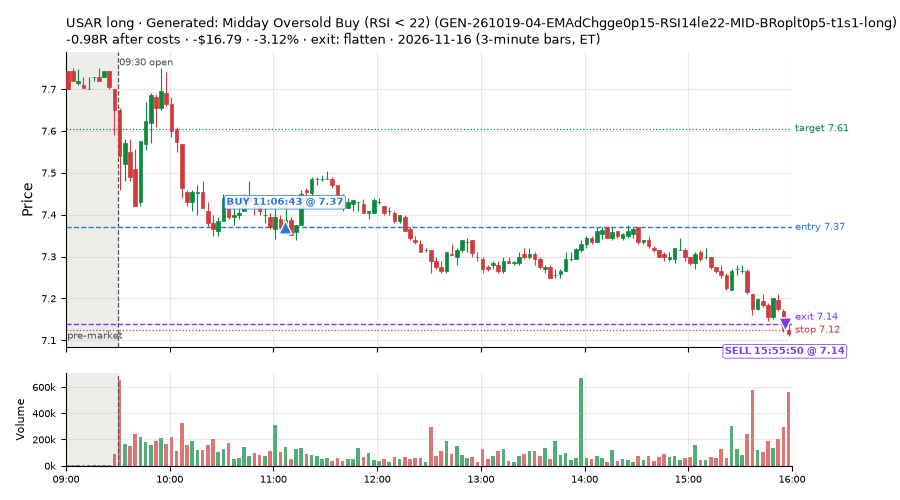 USAR long · Generated: Midday Oversold Buy (RSI < 22) (GEN-261019-04-EMAdChgge0p15-RSI14le22-MID-BRoplt0p5-t1s1-long)
-0.98R after costs · -$16.79 · -3.12% · exit: flatten · 2026-11-16 (3-minute bars, ET)
09:30 open
7.7
7.6
target 7.61
7.5
Price
7.4
BUY 11:06:43 @ 7.37
entry 7.37
7.3
7.2
exit 7.14
stop 7.12
7.1
pre-market
SELL 15:55:50 @ 7.14
600k
400k
Volume
200k
0k
09:00
10:00
11:00
12:00
13:00
14:00
15:00
16:00